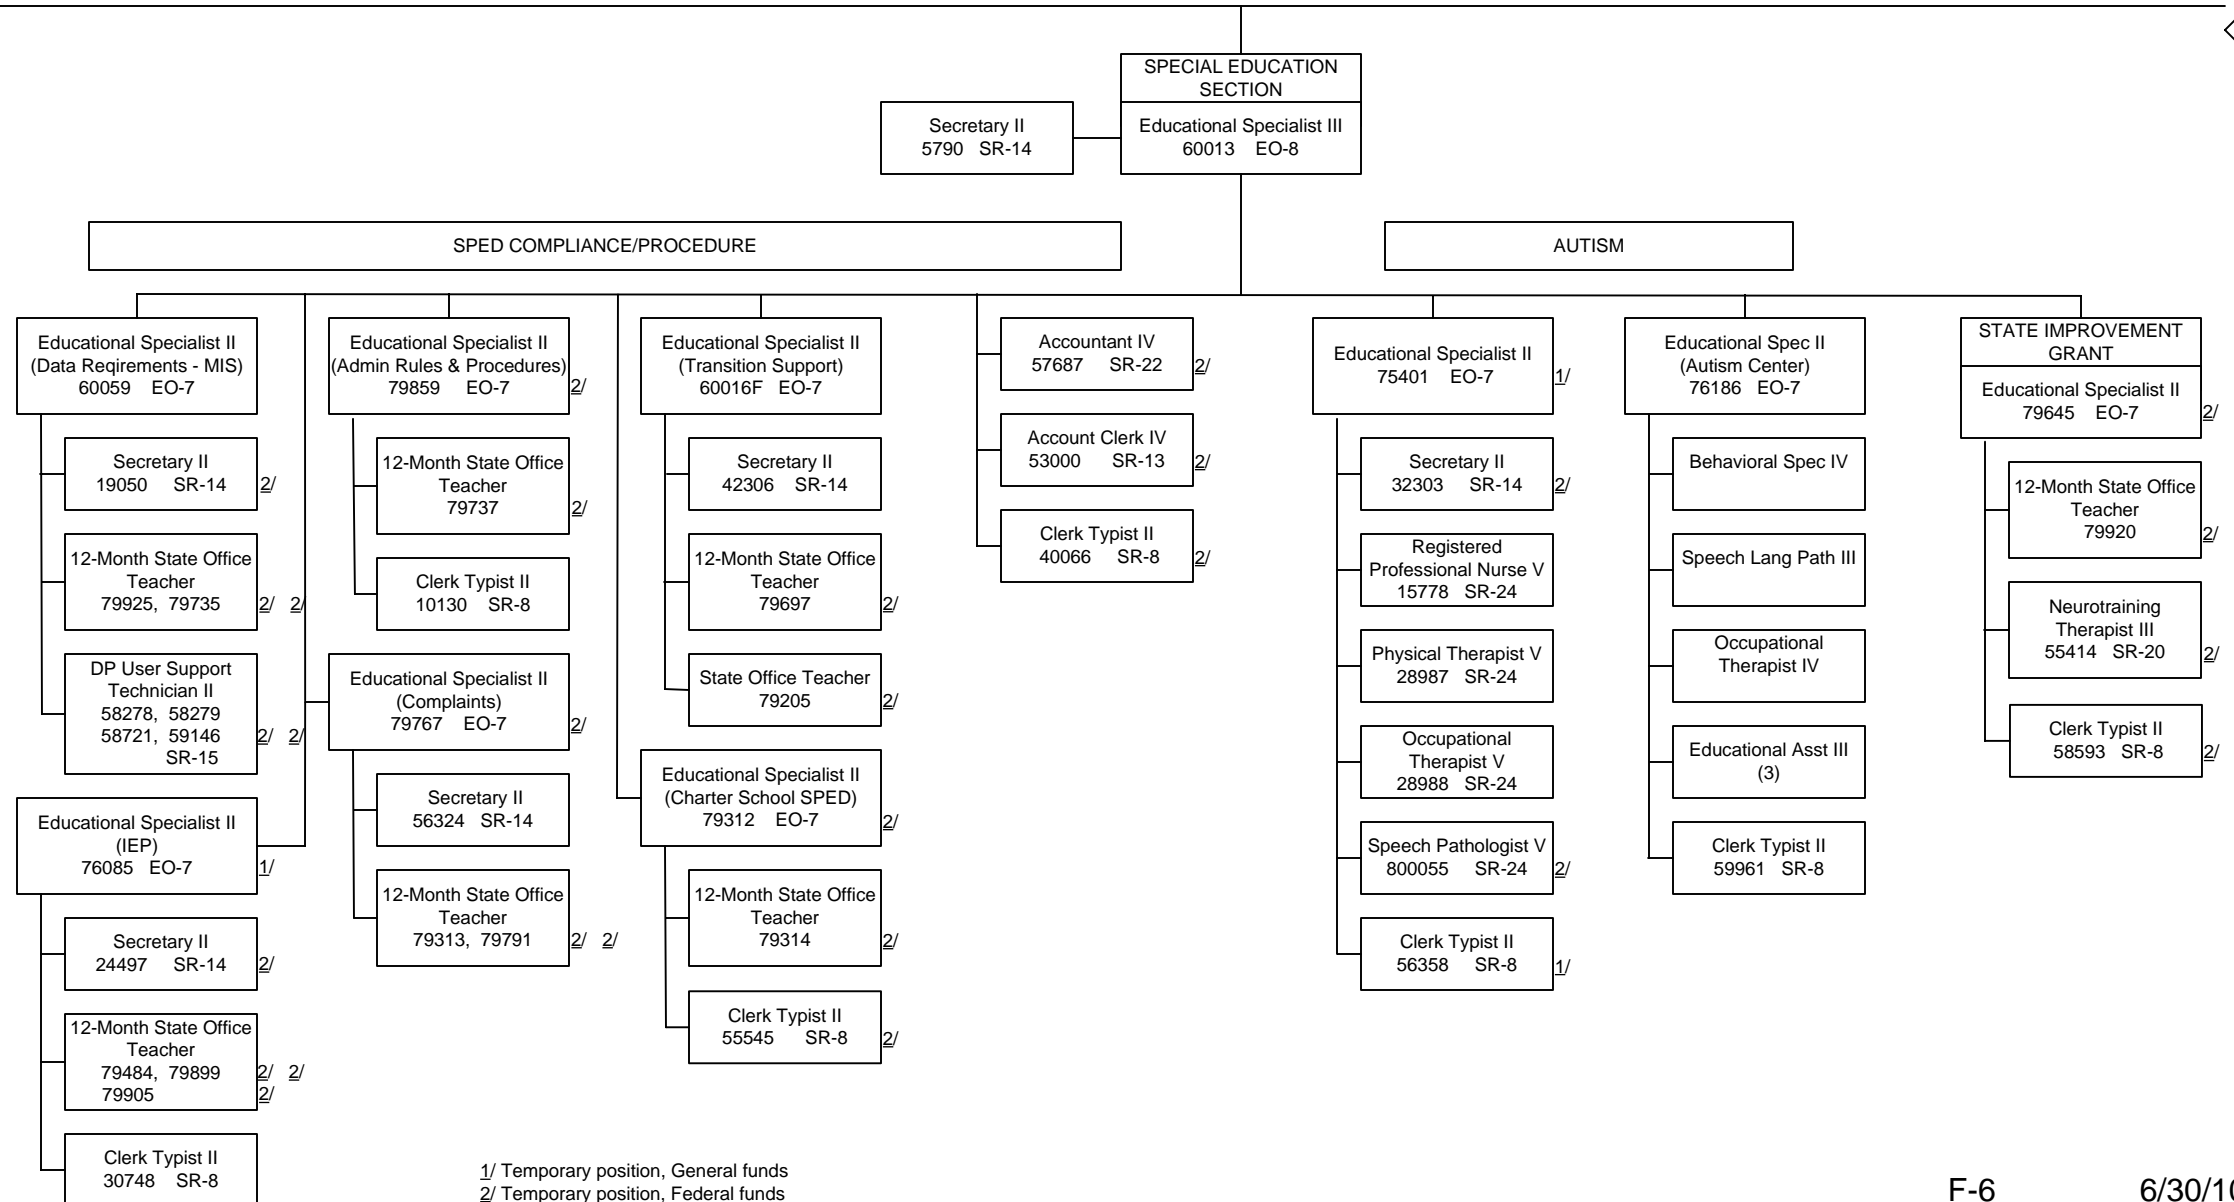 SPECIAL EDUCATION
SECTION
Secretary II
5790 SR-14
Educational Specialist III
60013 EO-8
SPED COMPLIANCE/PROCEDURE
AUTISM
Educational Specialist II
(Data Reqirements - MIS)
60059 EO-7
Secretary II
19050 SR-14 2/
12-Month State Office
Teacher
79925, 79735 2/ 2/
DP User Support
Technician II
58278, 58279
58721, 59146 2/ 2/
SR-15
Educational Specialist II
(IEP)
76085 EO-7 1/
Secretary II
24497 SR-14 2/
12-Month State Office
Teacher
79484, 79899 2/ 2/
79905 2/
Clerk Typist II
30748 SR-8
Educational Specialist II
(Admin Rules & Procedures)
79859 EO-7 2/
12-Month State Office
Teacher
79737 2/
Clerk Typist II
10130 SR-8
Educational Specialist II
(Complaints)
79767 EO-7 2/
Secretary II
56324 SR-14
12-Month State Office
Teacher
79313, 79791 2/ 2/
Educational Specialist II
(Transition Support)
60016F EO-7
Secretary II
42306 SR-14
12-Month State Office
Teacher
79697 2/
State Office Teacher
79205 2/
Educational Specialist II
(Charter School SPED)
79312 EO-7 2/
12-Month State Office
Teacher
79314 2/
Clerk Typist II
55545 SR-8 2/
Accountant IV
57687 SR-22 2/
Account Clerk IV
53000 SR-13 2/
Clerk Typist II
40066 SR-8 2/
Educational Specialist II
75401 EO-7 1/
Secretary II
32303 SR-14 2/
Registered
Professional Nurse V
15778 SR-24
Physical Therapist V
28987 SR-24
Occupational
Therapist V
28988 SR-24
Speech Pathologist V
800055 SR-24 2/
Clerk Typist II
56358 SR-8 1/
Educational Spec II
(Autism Center)
76186 EO-7
Behavioral Spec IV
Speech Lang Path III
Occupational
Therapist IV
Educational Asst III
(3)
Clerk Typist II
59961 SR-8
STATE IMPROVEMENT
GRANT
Educational Specialist II
79645 EO-7 2/
12-Month State Office
Teacher
79920 2/
Neurotraining
Therapist III
55414 SR-20 2/
Clerk Typist II
58593 SR-8 2/
1/ Temporary position, General funds
2/ Temporary position, Federal funds
F-6 6/30/10